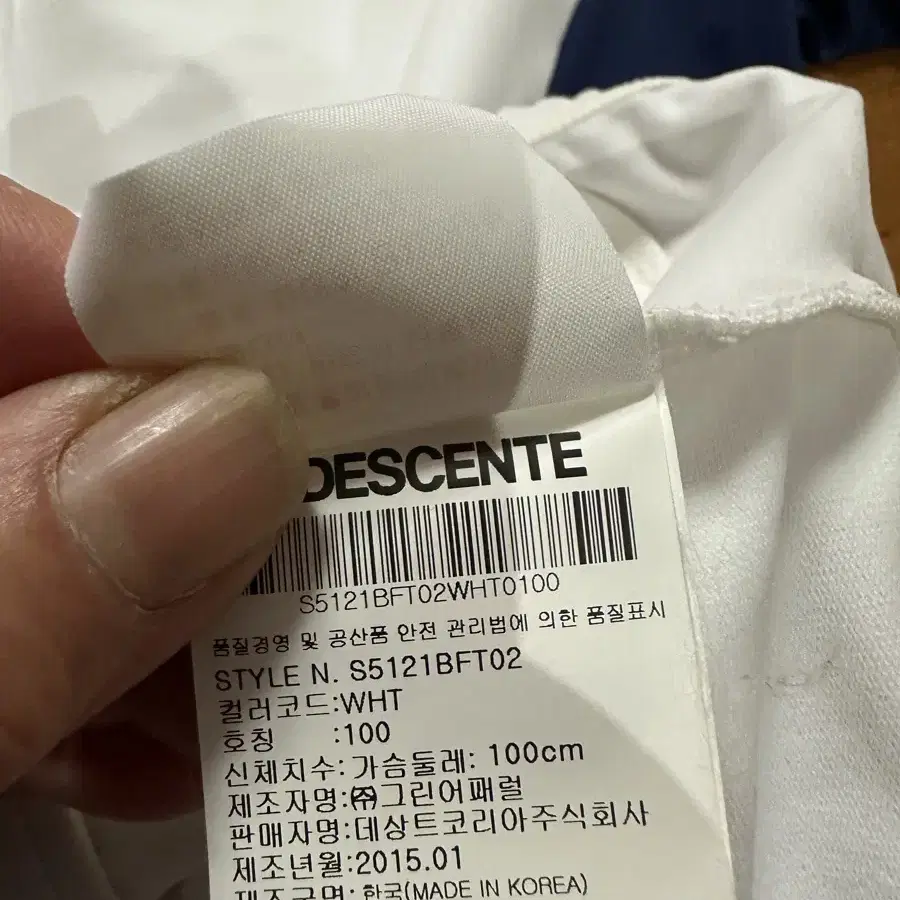 DESCENTE
S5121BFT02WHT0100
품질경영 및 공산품 안전 관리법에 의한 품질표시
STYLE N. S5121BFT02
컬러코드:WHT
호칭 :100
신체치수: 가슴둘레: 100cm
제조자명:㈜그린어패럴
판매자명:데상트코리아주식회사
제조년월:2015.01
제조국명: 한국(MADE IN KOREA)